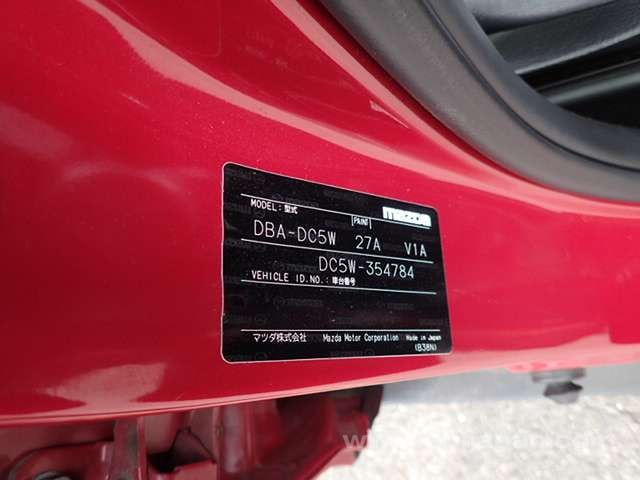 MODEL: 型式
PAINT
mazda
DBA-DC5W 27A V1A
DC5W-354784
VEHICLE ID.NO.: 車台番号
マツダ株式会社 Mazda Motor Corporation Made in Japan
(B38N)